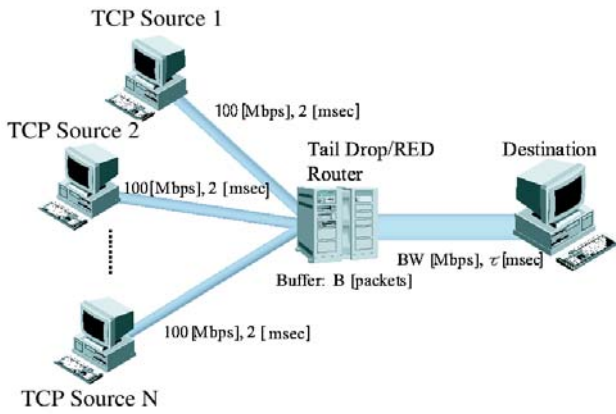 TCP Source 1
100 [Mbps], 2 [msec]
TCP Source 2
100 [Mbps], 2 [msec]
Tail Drop/RED
Router
Destination
BW [Mbps], τ [msec]
Buffer: B [packets]
100 [Mbps], 2 [msec]
TCP Source N